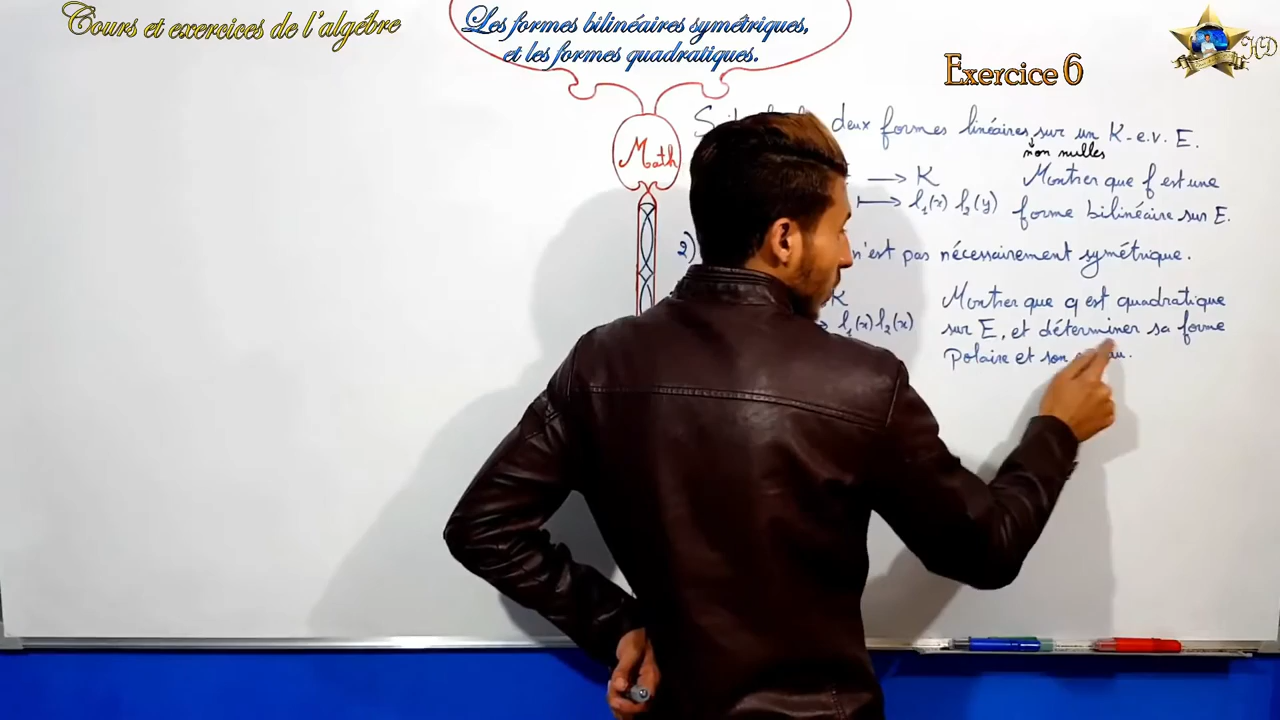 Cours et exercices de l'algébre
Les formes bilinéaires symétriques,
et les formes quadratiques.
HD
Exercice 6
Math
deux formes linéaires sur un K-e.v. E.
non nulles
→ K Montrer que f est une
⟼ l₁(x) l₂(y) forme bilinéaire sur E.
2) n'est pas nécessairement symétrique.
K Montrer que q est quadratique
l₁(x) l₂(x) sur E, et déterminer sa forme
Polaire et son